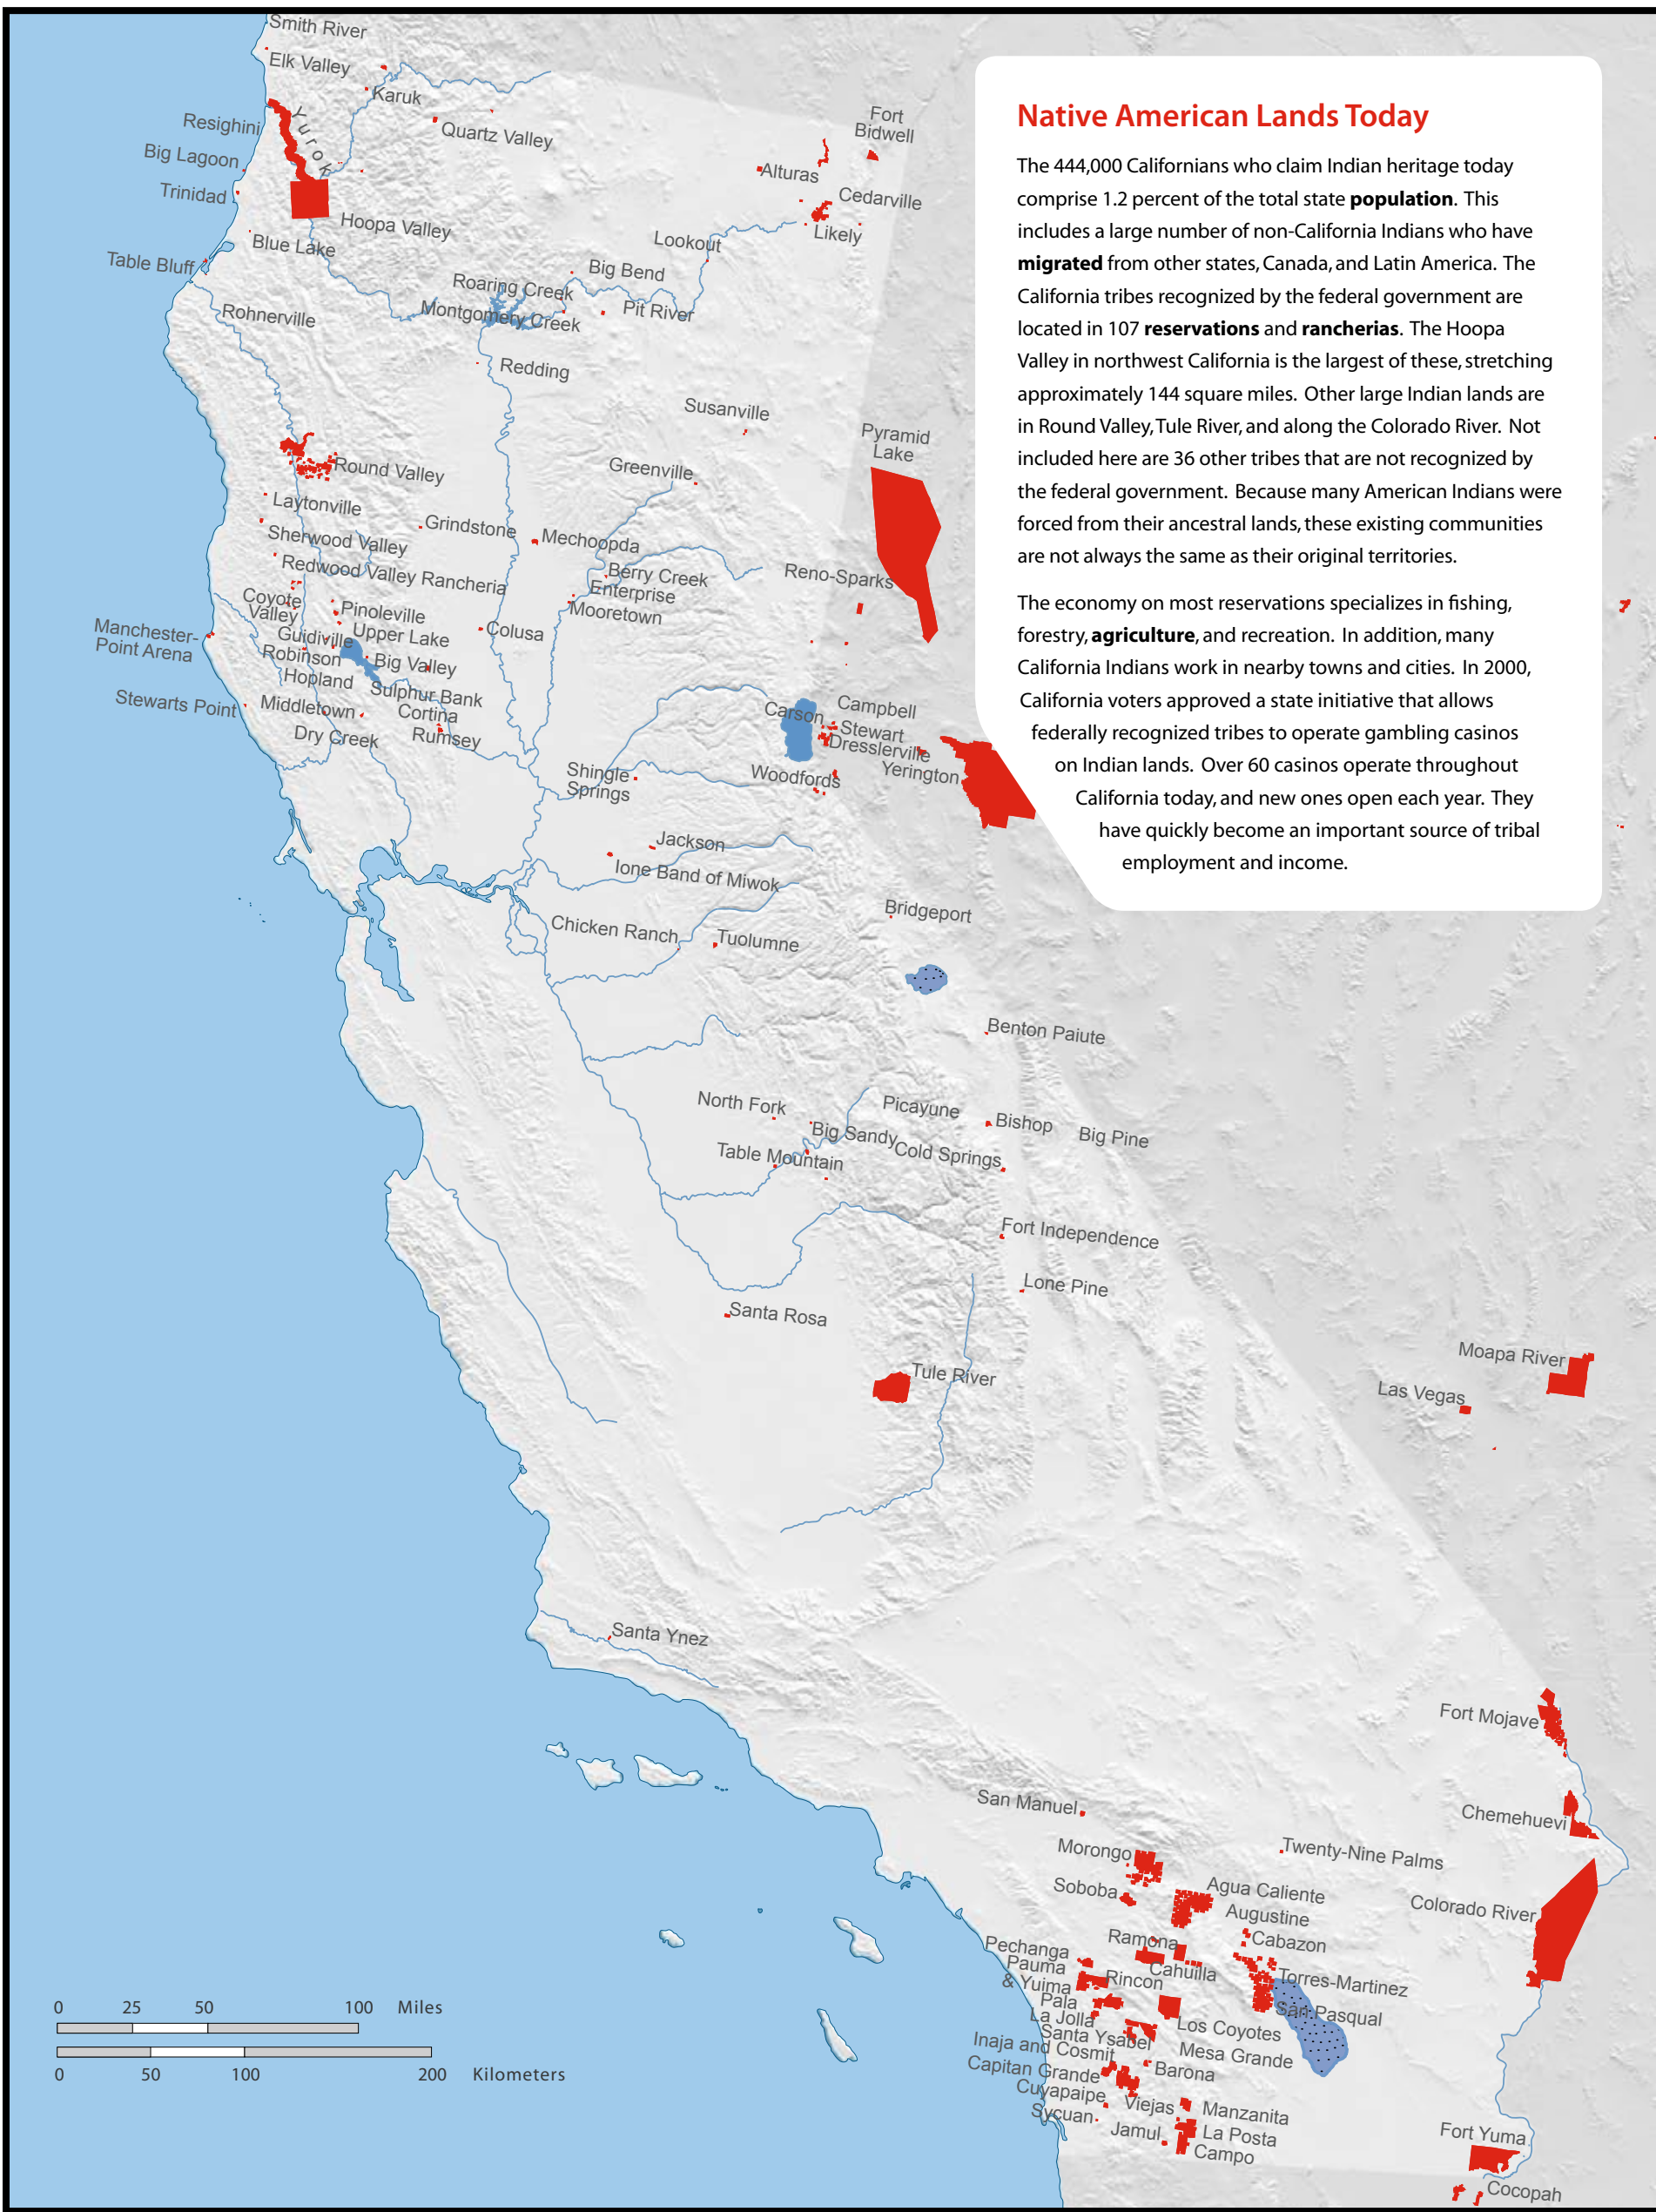 Smith River
Elk Valley
Karuk
Quartz Valley
Resighini
Yurok
Big Lagoon
Trinidad
Hoopa Valley
Blue Lake
Table Bluff
Rohnerville
Fort
Bidwell
Alturas
Cedarville
Likely
Lookout
Big Bend
Roaring Creek
Pit River
Montgomery Creek
Redding
Susanville
Pyramid
Lake
Greenville
Round Valley
Laytonville
Grindstone
Mechoopda
Sherwood Valley
Redwood Valley Rancheria
Berry Creek
Enterprise
Mooretown
Reno-Sparks
Coyote
Valley
Pinoleville
Upper Lake
Colusa
Manchester-
Point Arena
Guidiville
Robinson
Big Valley
Hopland
Sulphur Bank
Stewarts Point
Middletown
Cortina
Dry Creek
Rumsey
Carson
Campbell
Stewart
Dresslerville
Yerington
Woodfords
Shingle
Springs
Jackson
Ione Band of Miwok
Bridgeport
Chicken Ranch
Tuolumne
Benton Paiute
North Fork
Picayune
Bishop
Big Pine
Big Sandy
Cold Springs
Table Mountain
Fort Independence
Lone Pine
Santa Rosa
Tule River
Moapa River
Las Vegas
Santa Ynez
Fort Mojave
San Manuel
Chemehuevi
Morongo
Twenty-Nine Palms
Soboba
Agua Caliente
Augustine
Colorado River
Cabazon
Ramona
Pechanga
Pauma
& Yuima
Cahuilla
Rincon
Torres-Martinez
Pala
San Pasqual
La Jolla
Los Coyotes
Santa Ysabel
Inaja and Cosmit
Mesa Grande
Capitan Grande
Barona
Cuyapaipe
Viejas
Manzanita
Sycuan
Jamul
La Posta
Campo
Fort Yuma
Cocopah
Native American Lands Today
The 444,000 Californians who claim Indian heritage today
comprise 1.2 percent of the total state population. This
includes a large number of non-California Indians who have
migrated from other states, Canada, and Latin America. The
California tribes recognized by the federal government are
located in 107 reservations and rancherias. The Hoopa
Valley in northwest California is the largest of these, stretching
approximately 144 square miles. Other large Indian lands are
in Round Valley, Tule River, and along the Colorado River. Not
included here are 36 other tribes that are not recognized by
the federal government. Because many American Indians were
forced from their ancestral lands, these existing communities
are not always the same as their original territories.
The economy on most reservations specializes in fishing,
forestry, agriculture, and recreation. In addition, many
California Indians work in nearby towns and cities. In 2000,
California voters approved a state initiative that allows
federally recognized tribes to operate gambling casinos
on Indian lands. Over 60 casinos operate throughout
California today, and new ones open each year. They
have quickly become an important source of tribal
employment and income.
0 25 50 100 Miles
0 50 100 200 Kilometers